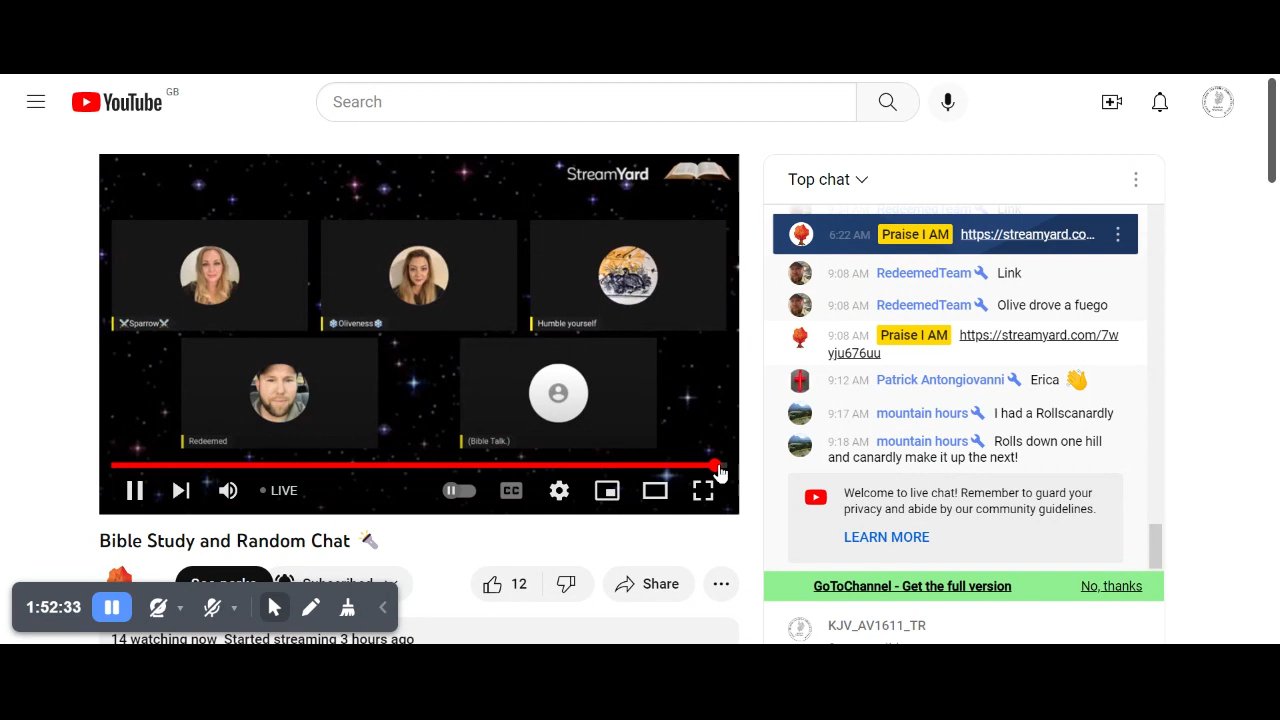 YouTube GB
Search
StreamYard
⚔Sparrow⚔
❄Oliveness❄
Humble yourself
Redeemed
(Bible Talk.)
CC
LIVE
Bible Study and Random Chat
Subscribed
12
Share
1:52:33
14 watching now Started streaming 3 hours ago
Top chat
RedeemedTeam Link
6:22 AM Praise I AM https://streamyard.co...
9:08 AM RedeemedTeam Link
9:08 AM RedeemedTeam Olive drove a fuego
9:08 AM Praise I AM https://streamyard.com/7w
yju676uu
9:12 AM Patrick Antongiovanni Erica 👋
9:17 AM mountain hours I had a Rollscanardly
9:18 AM mountain hours Rolls down one hill
and canardly make it up the next!
Welcome to live chat! Remember to guard your
privacy and abide by our community guidelines.
LEARN MORE
GoToChannel - Get the full version No, thanks
KJV_AV1611_TR